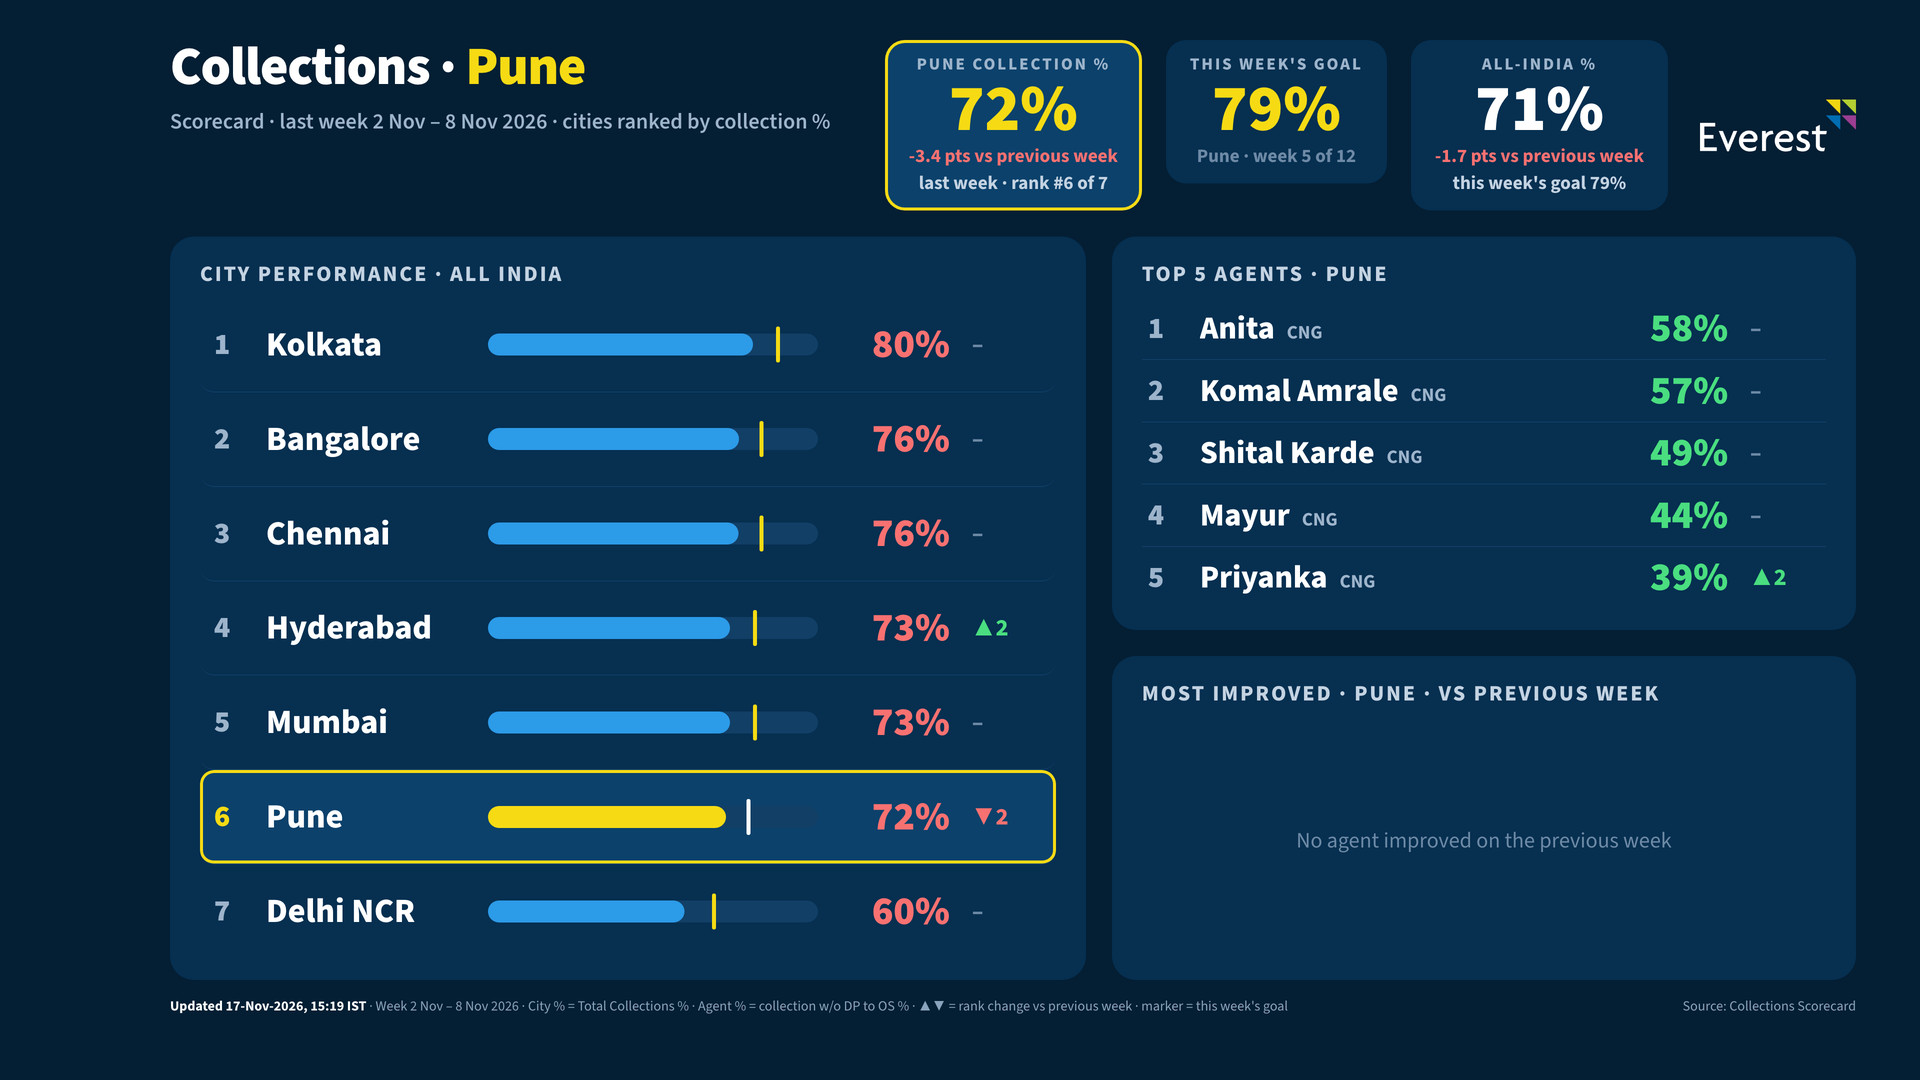 Collections · Pune
Scorecard · last week 2 Nov – 8 Nov 2026 · cities ranked by collection %
PUNE COLLECTION %
72%
-3.4 pts vs previous week
last week · rank #6 of 7
THIS WEEK'S GOAL
79%
Pune · week 5 of 12
ALL-INDIA %
71%
-1.7 pts vs previous week
this week's goal 79%
Everest
CITY PERFORMANCE · ALL INDIA
1 Kolkata 80% –
2 Bangalore 76% –
3 Chennai 76% –
4 Hyderabad 73% ▲2
5 Mumbai 73% –
6 Pune 72% ▼2
7 Delhi NCR 60% –
TOP 5 AGENTS · PUNE
1 Anita CNG 58% –
2 Komal Amrale CNG 57% –
3 Shital Karde CNG 49% –
4 Mayur CNG 44% –
5 Priyanka CNG 39% ▲2
MOST IMPROVED · PUNE · VS PREVIOUS WEEK
No agent improved on the previous week
Updated 17-Nov-2026, 15:19 IST · Week 2 Nov – 8 Nov 2026 · City % = Total Collections % · Agent % = collection w/o DP to OS % · ▲▼ = rank change vs previous week · marker = this week's goal
Source: Collections Scorecard